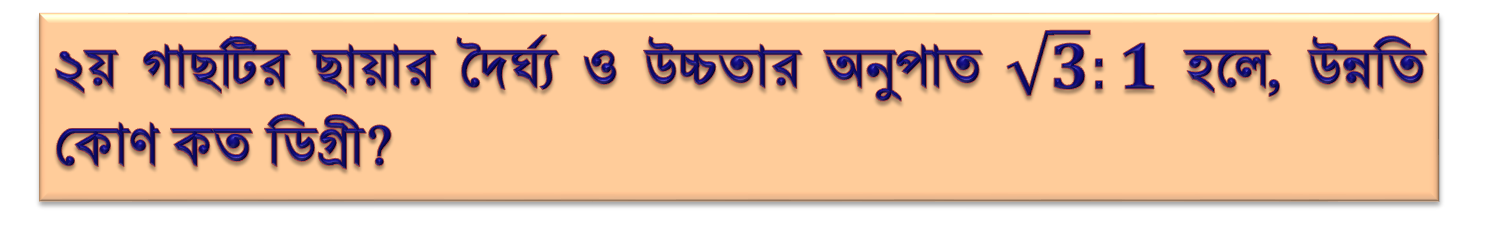 ২য় গাছটির ছায়ার দৈর্ঘ্য ও উচ্চতার অনুপাত √3: 1 হলে, উন্নতি
কোণ কত ডিগ্রী?